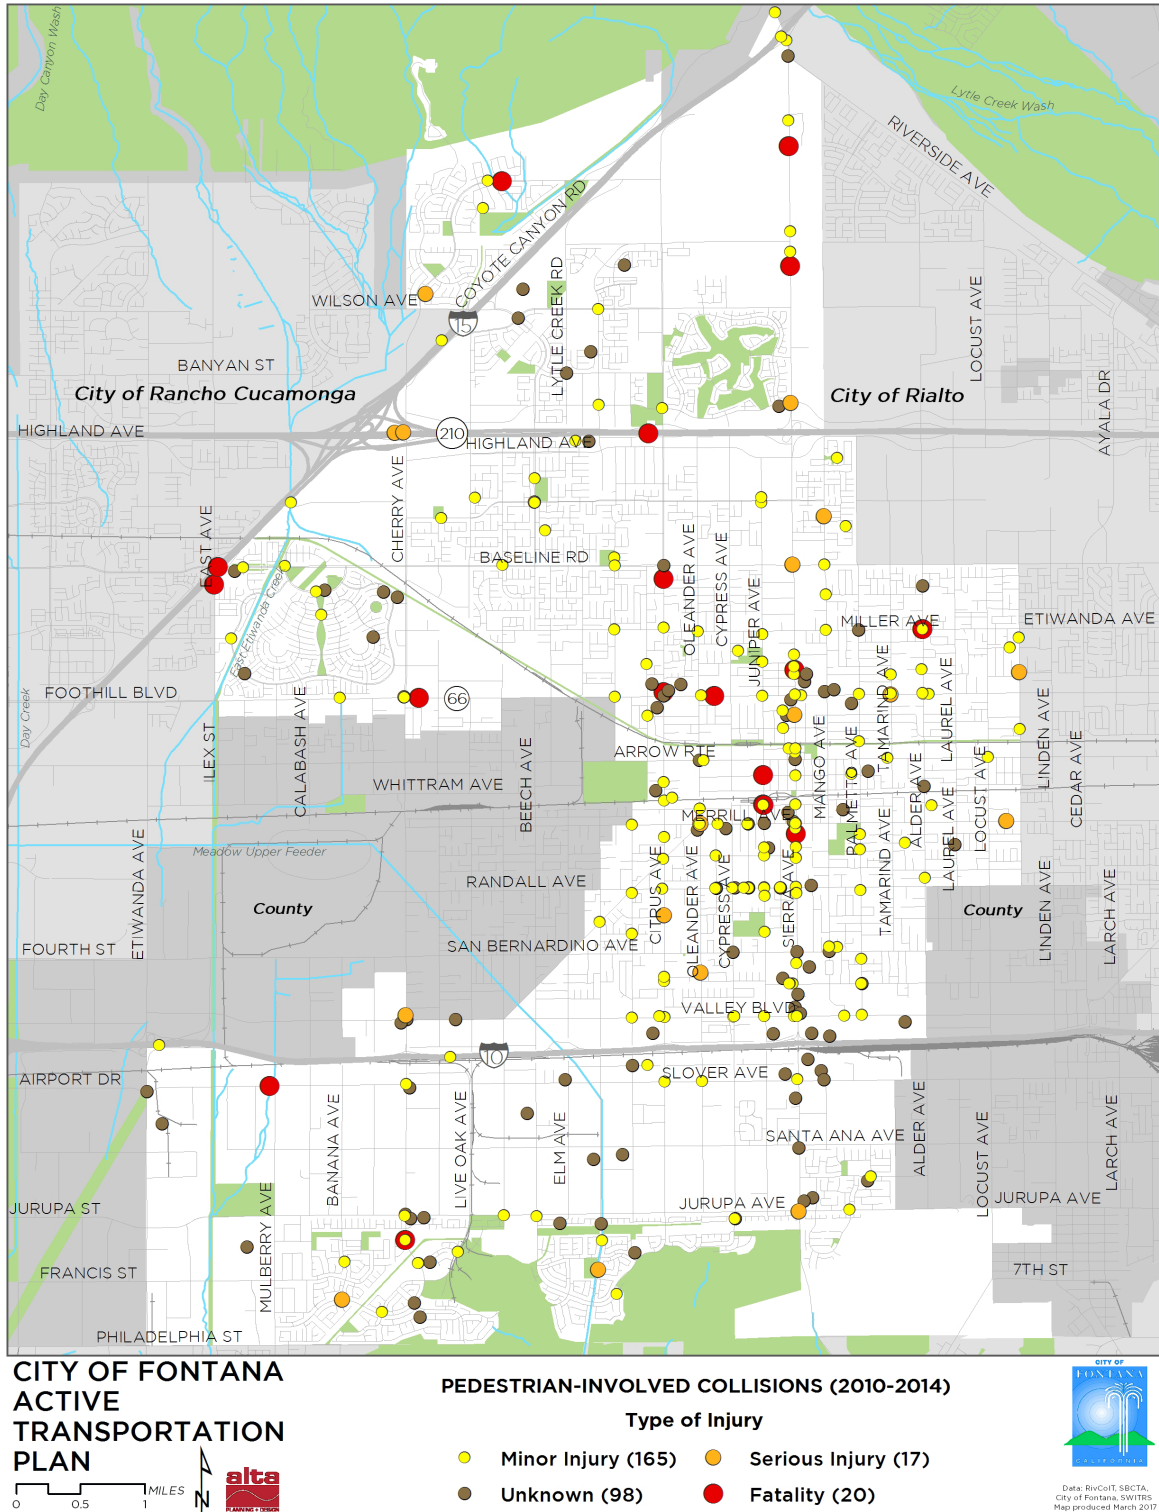 Day Canyon Wash
Lytle Creek Wash
RIVERSIDE AVE
COYOTE CANYON RD
LYTLE CREEK RD
WILSON AVE
15
LOCUST AVE
BANYAN ST
City of Rancho Cucamonga
City of Rialto
AYALA DR
HIGHLAND AVE
210
HIGHLAND AVE
CHERRY AVE
EAST AVE
BASELINE RD
OLEANDER AVE
CYPRESS AVE
JUNIPER AVE
East Etiwanda Creek
MILLER AVE
ETIWANDA AVE
FOOTHILL BLVD
66
Day Creek
ILEX ST
CALABASH AVE
TAMARIND AVE
LAUREL AVE
LINDEN AVE
ARROW RTE
MANGO AVE
PALMETTO AVE
WHITTRAM AVE
BEECH AVE
ALDER AVE
LOCUST AVE
CEDAR AVE
MERRILL AVE
LAUREL AVE
ETIWANDA AVE
Meadow Upper Feeder
RANDALL AVE
CITRUS AVE
OLEANDER AVE
CYPRESS AVE
SIERRA AVE
TAMARIND AVE
LINDEN AVE
LARCH AVE
County
County
FOURTH ST
SAN BERNARDINO AVE
VALLEY BLVD
10
AIRPORT DR
SLOVER AVE
BANANA AVE
LIVE OAK AVE
ELM AVE
SANTA ANA AVE
ALDER AVE
LOCUST AVE
LARCH AVE
JURUPA ST
MULBERRY AVE
JURUPA AVE
JURUPA AVE
FRANCIS ST
7TH ST
PHILADELPHIA ST
CITY OF FONTANA
ACTIVE
TRANSPORTATION
PLAN
0 0.5 1 MILES
N
alta
PLANNING + DESIGN
PEDESTRIAN-INVOLVED COLLISIONS (2010-2014)
Type of Injury
Minor Injury (165)
Serious Injury (17)
Unknown (98)
Fatality (20)
CITY OF
FONTANA
CALIFORNIA
Data: RivCoIT, SBCTA,
City of Fontana, SWITRS
Map produced March 2017